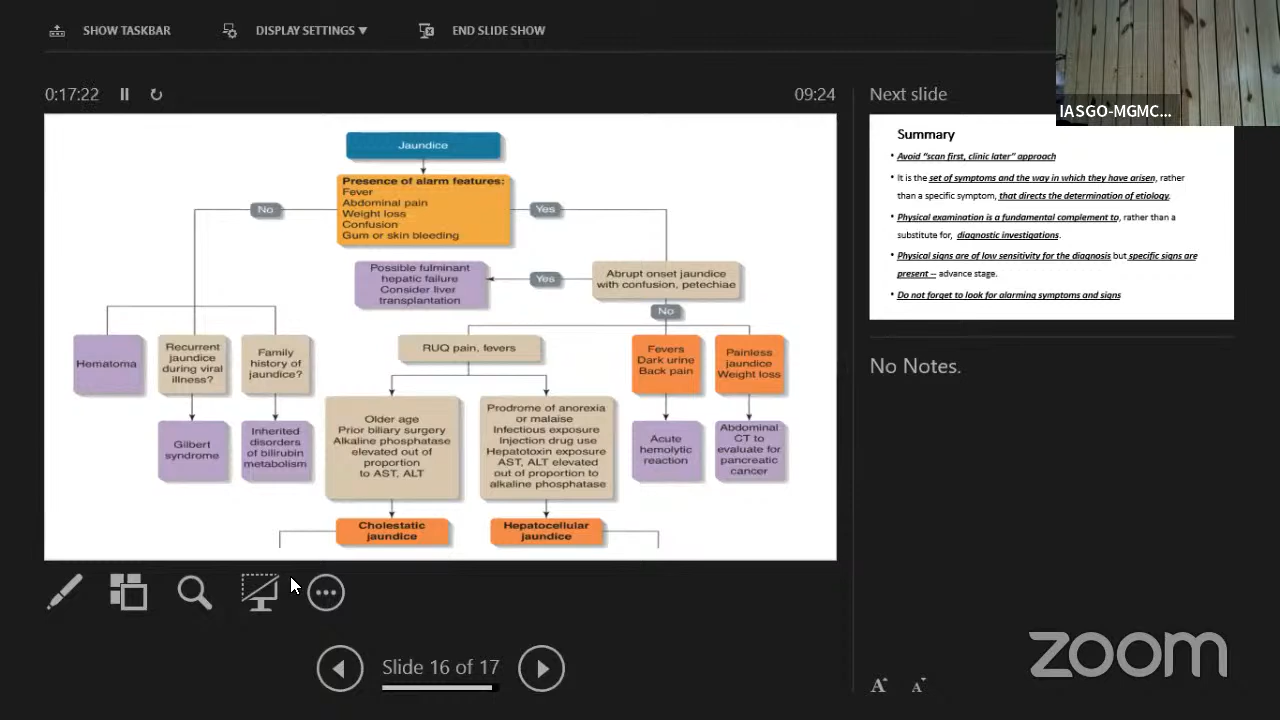 SHOW TASKBAR
DISPLAY SETTINGS ▼
END SLIDE SHOW
0:17:22
09:24
Next slide
IASGO-MGMC...
Jaundice
Presence of alarm features:
Fever
Abdominal pain
Weight loss
Confusion
Gum or skin bleeding
No
Yes
Possible fulminant
hepatic failure
Consider liver
transplantation
Yes
Abrupt onset jaundice
with confusion, petechiae
No
Hematoma
Recurrent
jaundice
during viral
illness?
Family
history of
jaundice?
RUQ pain, fevers
Fevers
Dark urine
Back pain
Painless
jaundice
Weight loss
Gilbert
syndrome
Inherited
disorders
of bilirubin
metabolism
Older age
Prior biliary surgery
Alkaline phosphatase
elevated out of
proportion
to AST, ALT
Prodrome of anorexia
or malaise
Infectious exposure
Injection drug use
Hepatotoxin exposure
AST, ALT elevated
out of proportion to
alkaline phosphatase
Acute
hemolytic
reaction
Abdominal
CT to
evaluate for
pancreatic
cancer
Cholestatic
jaundice
Hepatocellular
jaundice
Summary
• Avoid “scan first, clinic later” approach
• It is the set of symptoms and the way in which they have arisen, rather
than a specific symptom, that directs the determination of etiology.
• Physical examination is a fundamental complement to, rather than a
substitute for, diagnostic investigations.
• Physical signs are of low sensitivity for the diagnosis but specific signs are
present – advance stage.
• Do not forget to look for alarming symptoms and signs
No Notes.
Slide 16 of 17
A A
zoom